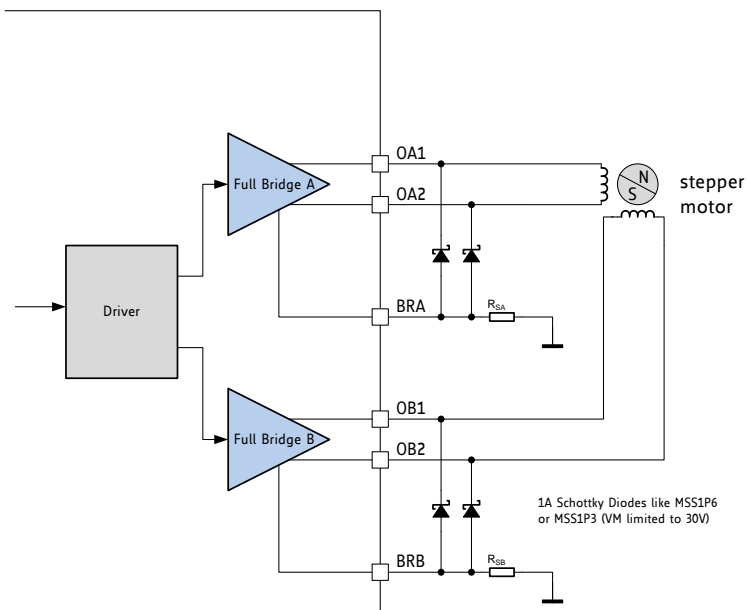 OA1
Full Bridge A
OA2
N
S
stepper
motor
Driver
BRA
RSA
OB1
Full Bridge B
OB2
1A Schottky Diodes like MSS1P6
or MSS1P3 (VM limited to 30V)
BRB
RSB